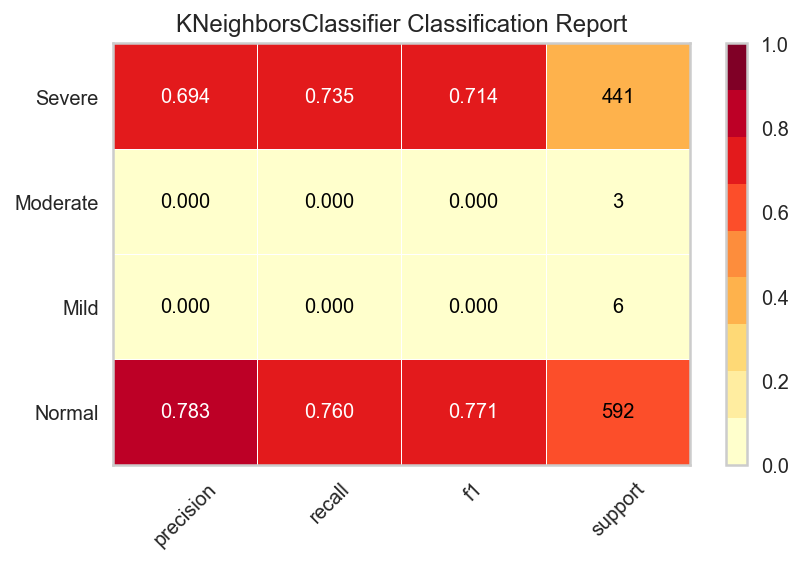 KNeighborsClassifier Classification Report
Severe 0.694 0.735 0.714 441
Moderate 0.000 0.000 0.000 3
Mild 0.000 0.000 0.000 6
Normal 0.783 0.760 0.771 592
precision recall f1 support
1.0
0.8
0.6
0.4
0.2
0.0